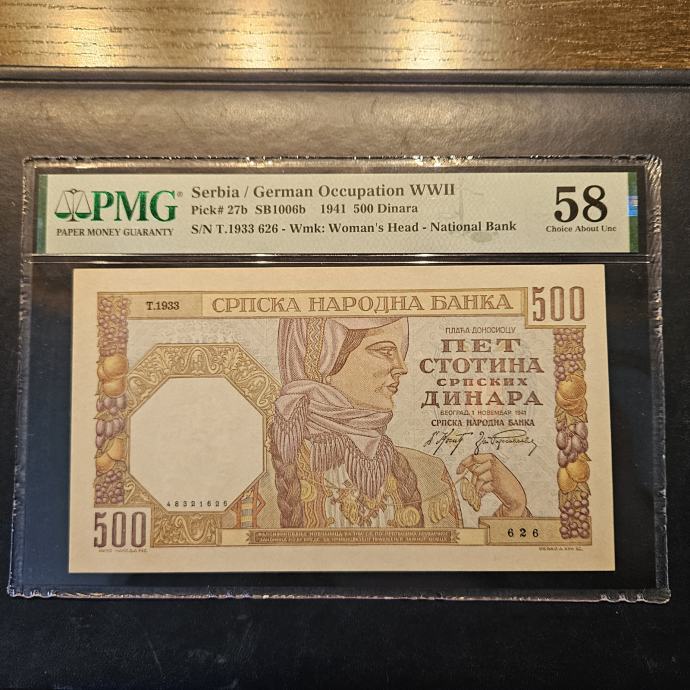 PMG®
PAPER MONEY GUARANTY
Serbia / German Occupation WWII
Pick# 27b SB1006b 1941 500 Dinara
S/N T.1933 626 - Wmk: Woman's Head - National Bank
58
Choice About Unc
T.1933
СРПСКА НАРОДНА БАНКА
500
ПЛАЋА ДОНОСИОЦУ
ПЕТ
СТОТИНА
СРПСКИХ
ДИНАРА
БЕОГРАД, 1 НОВЕМБАР 1941
СРПСКА НАРОДНА БАНКА
48321626
500
626